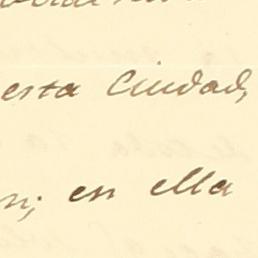 esta Ciudad,
n; en ella